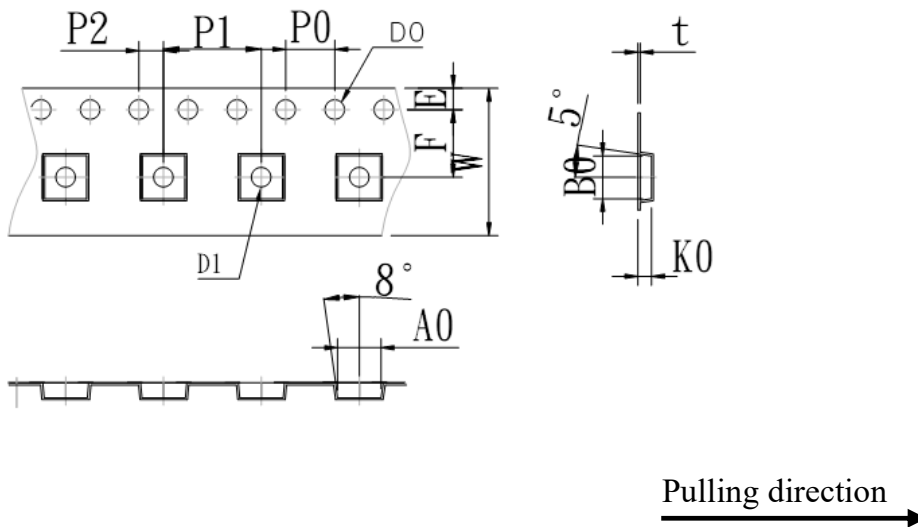 P2
P1
P0
D0
t
E
F
W
5°
B0
D1
K0
8°
A0
Pulling direction